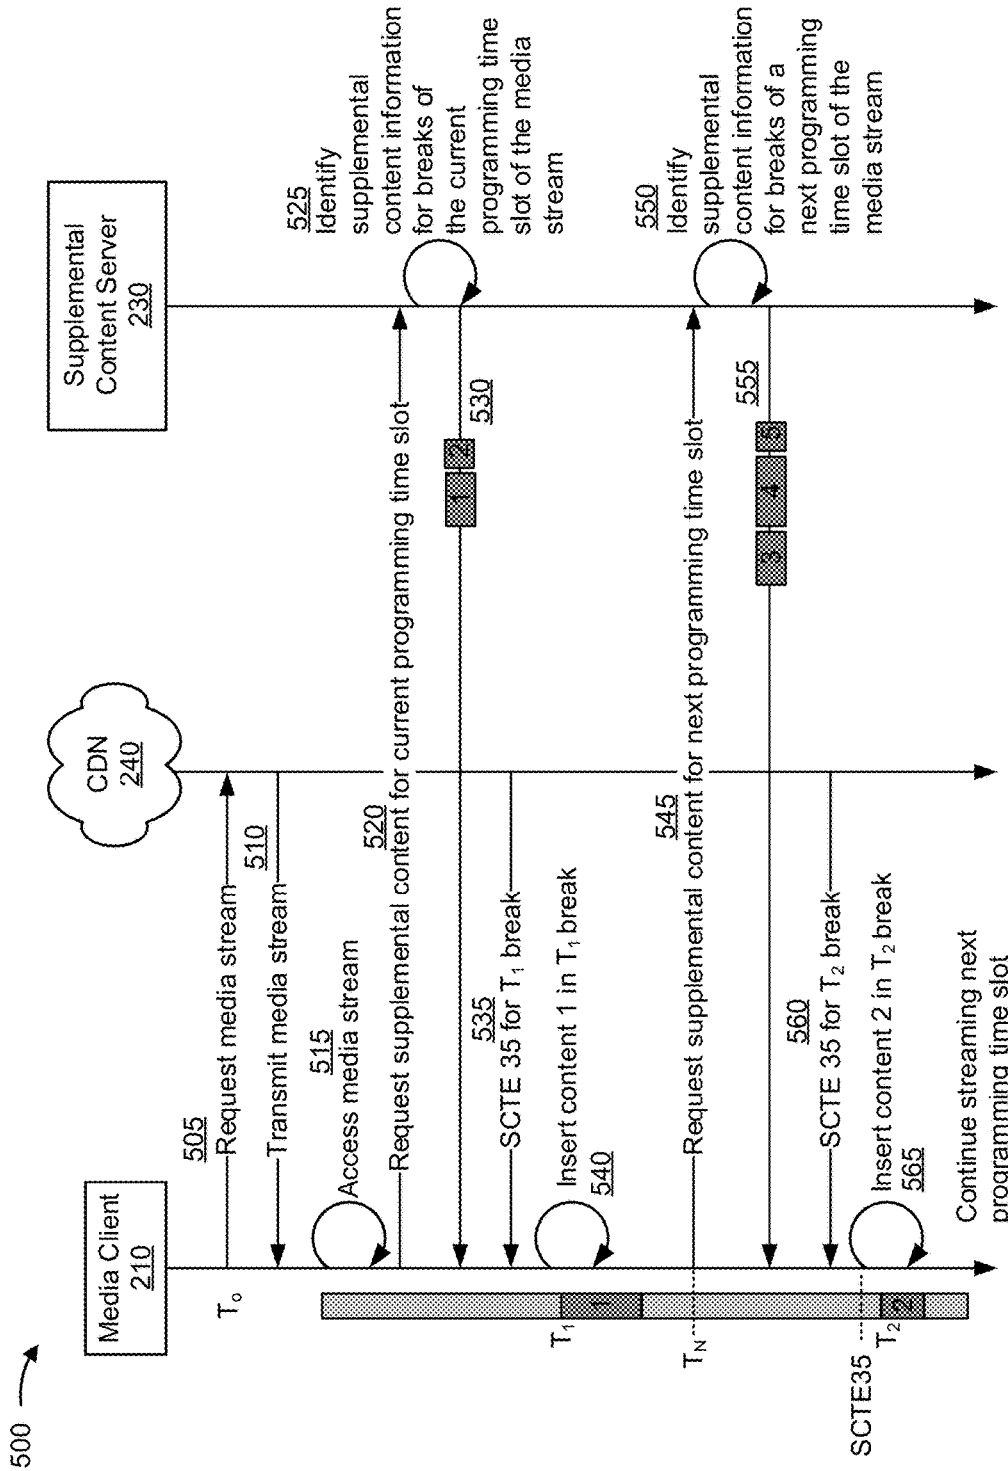 500
Media Client
210
CDN
240
Supplemental
Content Server
230
T₀
505
Request media stream
510
Transmit media stream
515
Access media stream
520
Request supplemental content for current programming time slot
525
Identify
supplemental
content information
for breaks of
the current
programming time
slot of the media
stream
530
1
2
535
SCTE 35 for T₁ break
T₁
1
Insert content 1 in T₁ break
540
545
Request supplemental content for next programming time slot
T_N
550
Identify
supplemental
content information
for breaks of a
next programming
time slot of the
media stream
555
3
4
5
560
SCTE 35 for T₂ break
SCTE35
T₂
2
Insert content 2 in T₂ break
565
Continue streaming next
programming time slot